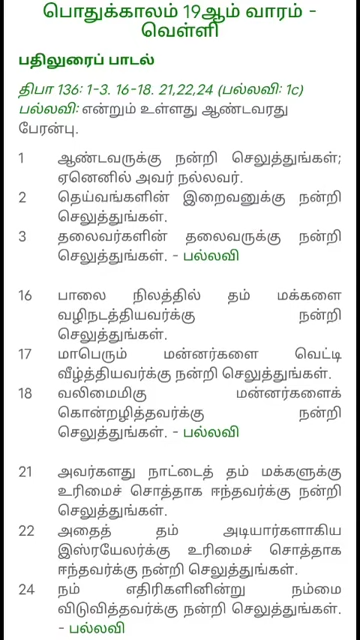 பொதுக்காலம் 19ஆம் வாரம் -
வெள்ளி
பதிலுரைப் பாடல்
திபா 136: 1-3. 16-18. 21,22,24 (பல்லவி: 1c)
பல்லவி: என்றும் உள்ளது ஆண்டவரது
பேரன்பு.
1 ஆண்டவருக்கு நன்றி செலுத்துங்கள்;
ஏனெனில் அவர் நல்லவர்.
2 தெய்வங்களின் இறைவனுக்கு நன்றி
செலுத்துங்கள்.
3 தலைவர்களின் தலைவருக்கு நன்றி
செலுத்துங்கள். - பல்லவி
16 பாலை நிலத்தில் தம் மக்களை
வழிநடத்தியவர்க்கு நன்றி
செலுத்துங்கள்.
17 மாபெரும் மன்னர்களை வெட்டி
வீழ்த்தியவர்க்கு நன்றி செலுத்துங்கள்.
18 வலிமைமிகு மன்னர்களைக்
கொன்றழித்தவர்க்கு நன்றி
செலுத்துங்கள். - பல்லவி
21 அவர்களது நாட்டைத் தம் மக்களுக்கு
உரிமைச் சொத்தாக ஈந்தவர்க்கு நன்றி
செலுத்துங்கள்.
22 அதைத் தம் அடியார்களாகிய
இஸ்ரயேலர்க்கு உரிமைச் சொத்தாக
ஈந்தவர்க்கு நன்றி செலுத்துங்கள்.
24 நம் எதிரிகளினின்று நம்மை
விடுவித்தவர்க்கு நன்றி செலுத்துங்கள்.
- பல்லவி